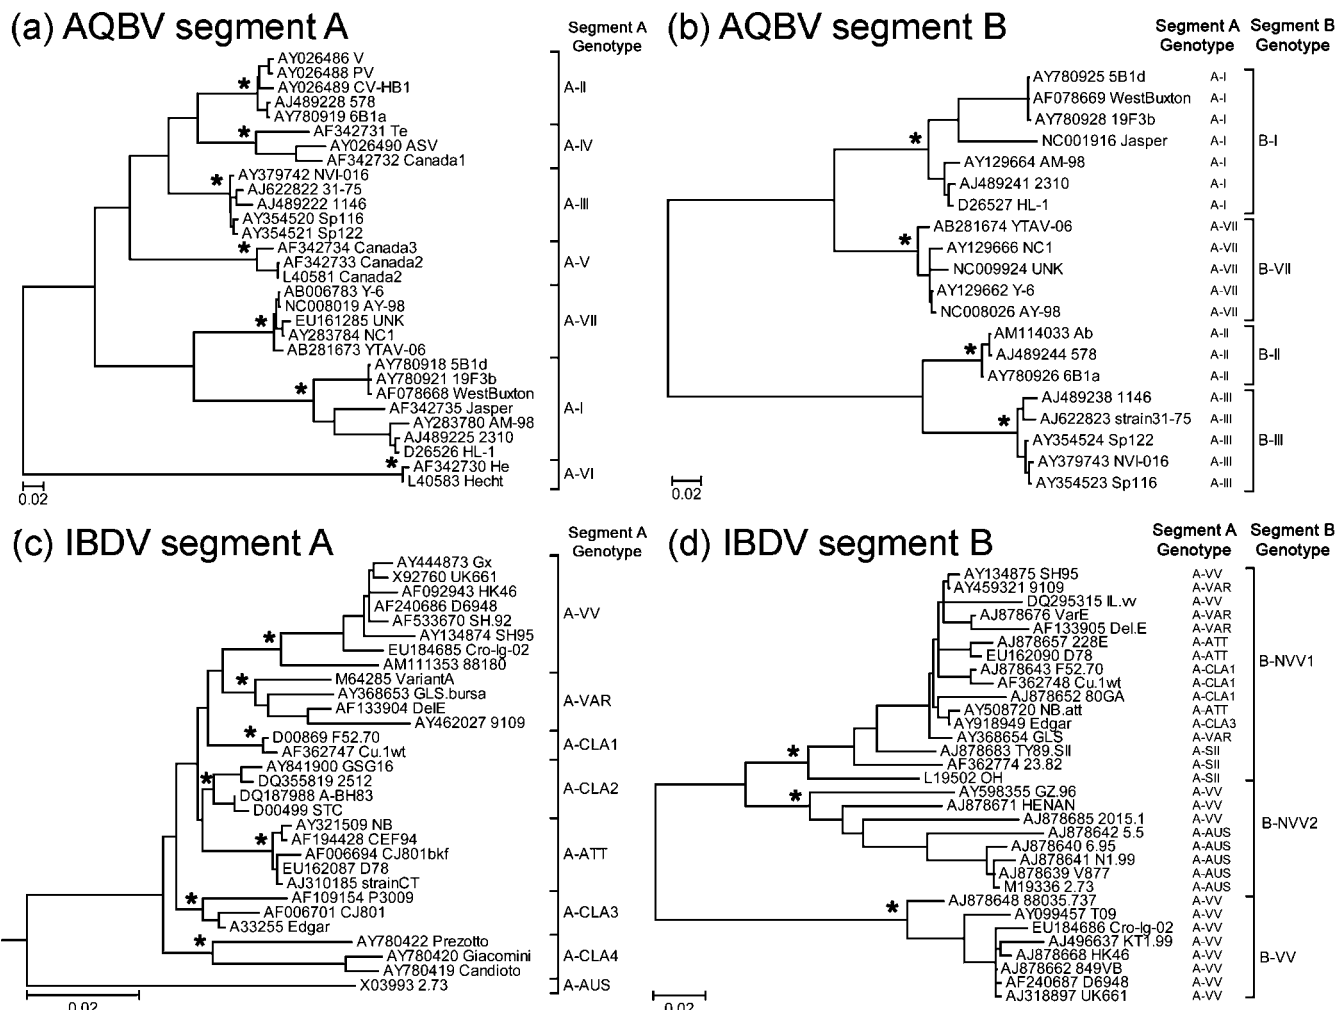 (a) AQBV segment A
Segment A
Genotype
AY026486 V
AY026488 PV
AY026489 CV-HB1
AJ489228 578
AY780919 6B1a
A-II
AF342731 Te
AY026490 ASV
AF342732 Canada1
A-IV
AY379742 NVI-016
AJ622822 31-75
AJ489222 1146
AY354520 Sp116
AY354521 Sp122
A-III
AF342734 Canada3
AF342733 Canada2
L40581 Canada2
A-V
AB006783 Y-6
NC008019 AY-98
EU161285 UNK
AY283784 NC1
AB281673 YTAV-06
A-VII
AY780918 5B1d
AY780921 19F3b
AF078668 WestBuxton
AF342735 Jasper
AY283780 AM-98
AJ489225 2310
D26526 HL-1
A-I
AF342730 He
L40583 Hecht
A-VI
0.02
(b) AQBV segment B
Segment A
Genotype
Segment B
Genotype
AY780925 5B1d A-I
AF078669 WestBuxton A-I
AY780928 19F3b A-I
NC001916 Jasper A-I
AY129664 AM-98 A-I
AJ489241 2310 A-I
D26527 HL-1 A-I
B-I
AB281674 YTAV-06 A-VII
AY129666 NC1 A-VII
NC009924 UNK A-VII
AY129662 Y-6 A-VII
NC008026 AY-98 A-VII
B-VII
AM114033 Ab A-II
AJ489244 578 A-II
AY780926 6B1a A-II
B-II
AJ489238 1146 A-III
AJ622823 strain31-75 A-III
AY354524 Sp122 A-III
AY379743 NVI-016 A-III
AY354523 Sp116 A-III
B-III
0.02
(c) IBDV segment A
Segment A
Genotype
AY444873 Gx
X92760 UK661
AF092943 HK46
AF240686 D6948
AF533670 SH.92
AY134874 SH95
EU184685 Cro-Ig-02
AM111353 88180
A-VV
M64285 VariantA
AY368653 GLS.bursa
AF133904 DelE
AY462027 9109
A-VAR
D00869 F52.70
AF362747 Cu.1wt
A-CLA1
AY841900 GSG16
DQ355819 2512
DQ187988 A-BH83
D00499 STC
A-CLA2
AY321509 NB
AF194428 CEF94
AF006694 CJ801bkf
EU162087 D78
AJ310185 strainCT
A-ATT
AF109154 P3009
AF006701 CJ801
A33255 Edgar
A-CLA3
AY780422 Prezotto
AY780420 Giacomini
AY780419 Candioto
A-CLA4
X03993 2.73
A-AUS
0.02
(d) IBDV segment B
Segment A
Genotype
Segment B
Genotype
AY134875 SH95 A-VV
AY459321 9109 A-VAR
DQ295315 IL.vv A-VV
AJ878676 VarE A-VAR
AF133905 Del.E A-VAR
AJ878657 228E A-ATT
EU162090 D78 A-ATT
AJ878643 F52.70 A-CLA1
AF362748 Cu.1wt A-CLA1
AJ878652 80GA A-CLA1
AY508720 NB.att A-ATT
AY918949 Edgar A-CLA3
AY368654 GLS A-VAR
AJ878683 TY89.SII A-SII
AF362774 23.82 A-SII
L19502 OH A-SII
B-NVV1
AY598355 GZ.96 A-VV
AJ878671 HENAN A-VV
AJ878685 2015.1 A-VV
AJ878642 5.5 A-AUS
AJ878640 6.95 A-AUS
AJ878641 N1.99 A-AUS
AJ878639 V877 A-AUS
M19336 2.73 A-AUS
B-NVV2
AJ878648 88035.737 A-VV
AY099457 T09 A-VV
EU184686 Cro-Ig-02 A-VV
AJ496637 KT1.99 A-VV
AJ878668 HK46 A-VV
AJ878662 849VB A-VV
AF240687 D6948 A-VV
AJ318897 UK661 A-VV
B-VV
0.02